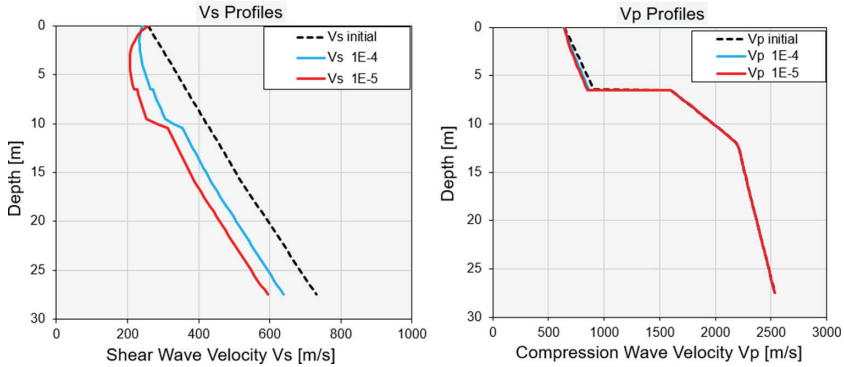 Vs Profiles
0
5
10
15
20
25
30
Depth [m]
Vs initial
Vs 1E-4
Vs 1E-5
0
200
400
600
800
1000
Shear Wave Velocity Vs [m/s]
Vp Profiles
0
5
10
15
20
25
30
Depth [m]
Vp initial
Vp 1E-4
Vp 1E-5
0
500
1000
1500
2000
2500
3000
Compression Wave Velocity Vp [m/s]